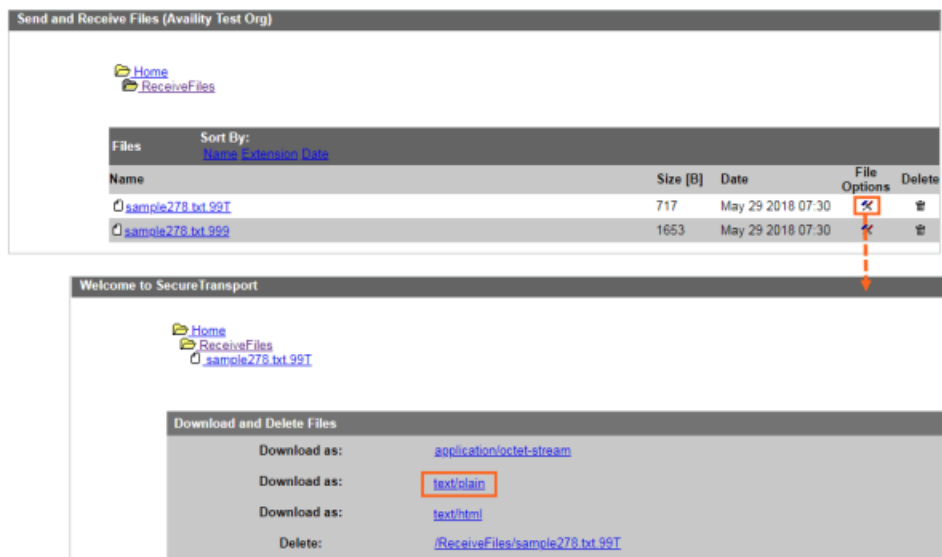 Send and Receive Files (Availity Test Org)
Home
ReceiveFiles
Files Sort By:
Name Extension Date
Name Size [B] Date File Options Delete
sample278.txt.99T 717 May 29 2018 07:30
sample278.txt.999 1653 May 29 2018 07:30
Welcome to SecureTransport
Home
ReceiveFiles
sample278.txt.99T
Download and Delete Files
Download as: application/octet-stream
Download as: text/plain
Download as: text/html
Delete: /ReceiveFiles/sample278.txt.99T